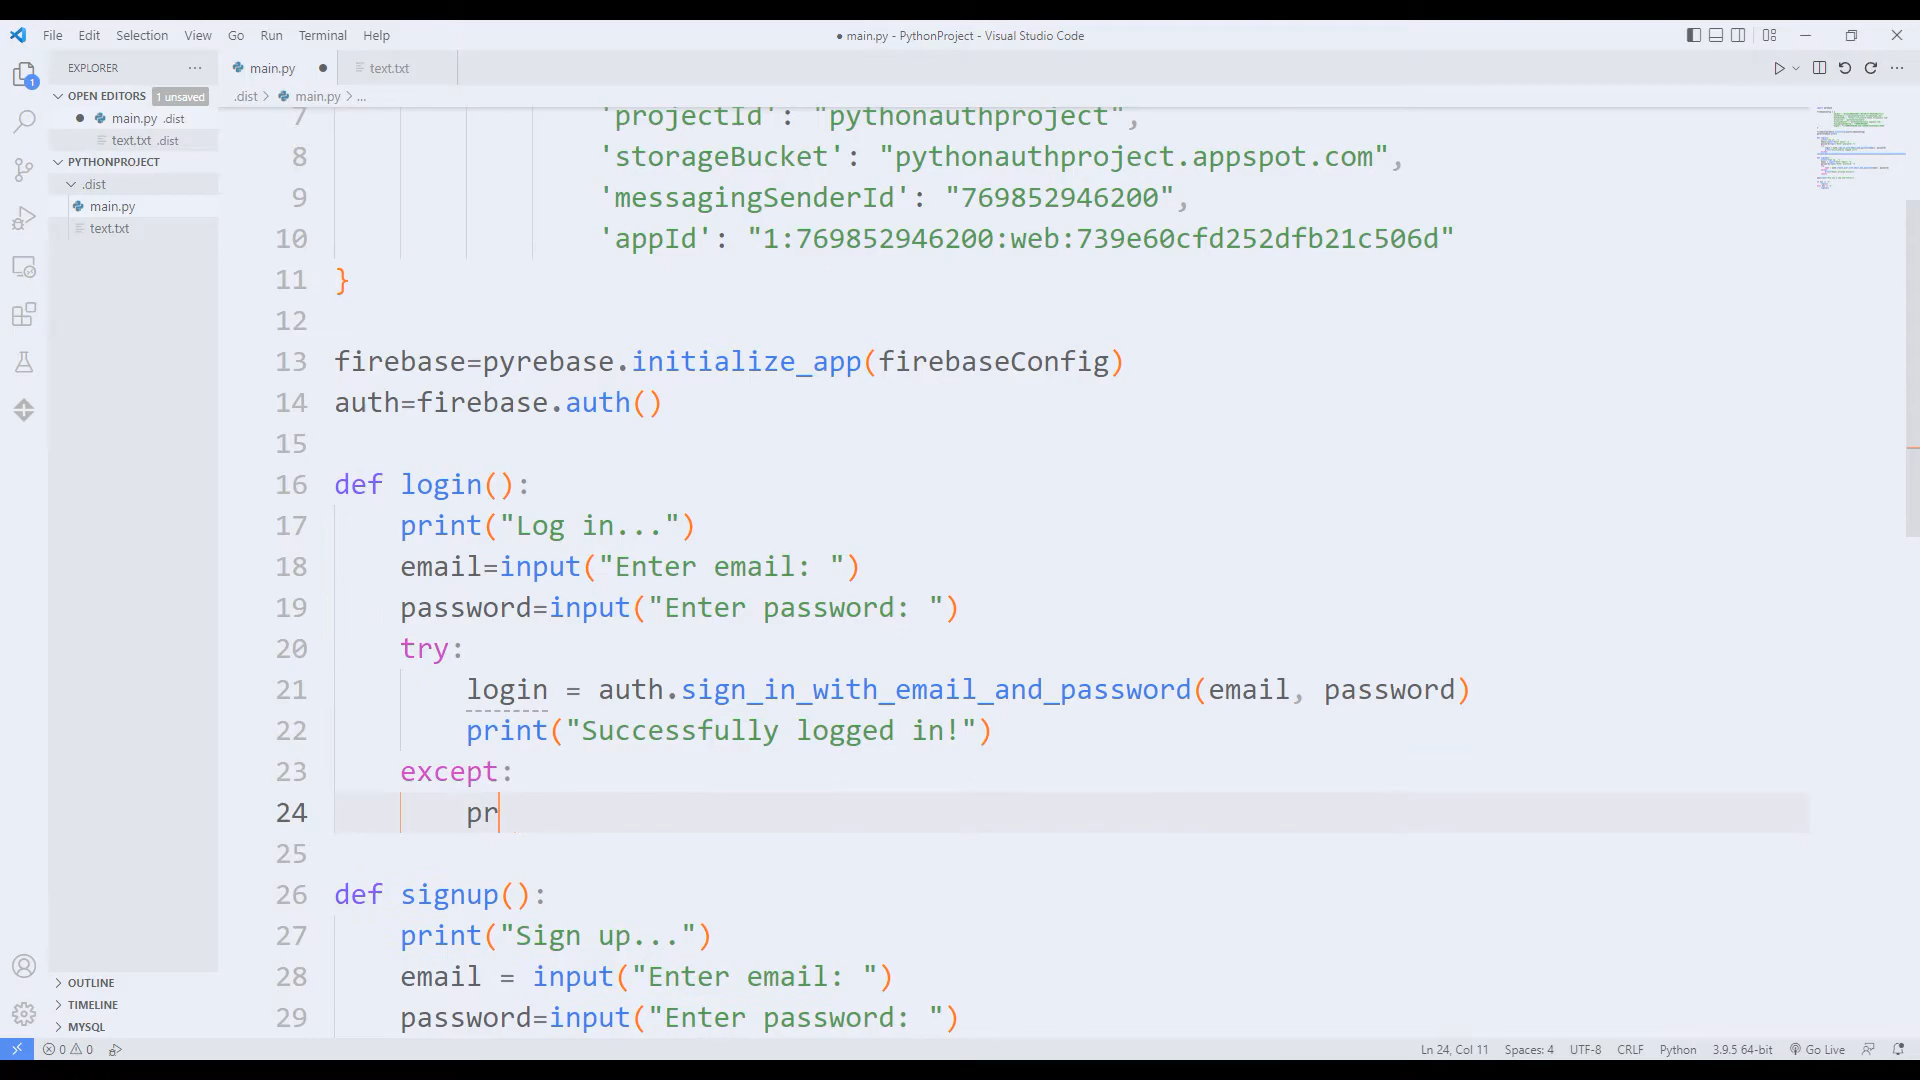 File Edit Selection View Go Run Terminal Help
● main.py - PythonProject - Visual Studio Code
EXPLORER
OPEN EDITORS 1 unsaved
main.py .dist
text.txt .dist
PYTHONPROJECT
.dist
main.py
text.txt
OUTLINE
TIMELINE
MYSQL
1
main.py text.txt
.dist > main.py > ...
7 'projectId': "pythonauthproject",
8 'storageBucket': "pythonauthproject.appspot.com",
9 'messagingSenderId': "769852946200",
10 'appId': "1:769852946200:web:739e60cfd252dfb21c506d"
11 }
12
13 firebase=pyrebase.initialize_app(firebaseConfig)
14 auth=firebase.auth()
15
16 def login():
17 print("Log in...")
18 email=input("Enter email: ")
19 password=input("Enter password: ")
20 try:
21 login = auth.sign_in_with_email_and_password(email, password)
22 print("Successfully logged in!")
23 except:
24 pr
25
26 def signup():
27 print("Sign up...")
28 email = input("Enter email: ")
29 password=input("Enter password: ")
0 0 Ln 24, Col 11 Spaces: 4 UTF-8 CRLF Python 3.9.5 64-bit Go Live